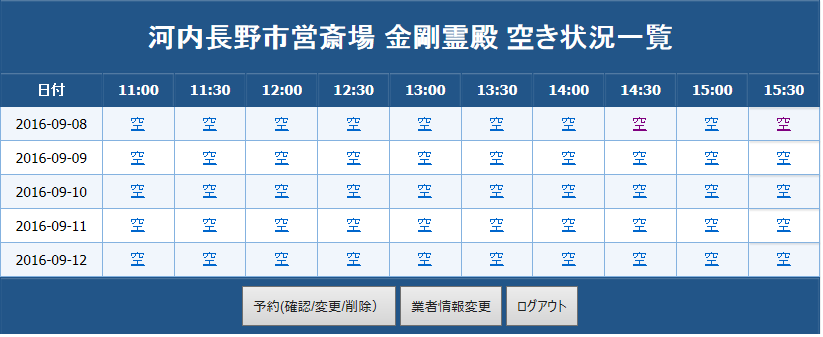 河内長野市営斎場 金剛霊殿 空き状況一覧
日付 11:00 11:30 12:00 12:30 13:00 13:30 14:00 14:30 15:00 15:30
2016-09-08 空 空 空 空 空 空 空 空 空 空
2016-09-09 空 空 空 空 空 空 空 空 空 空
2016-09-10 空 空 空 空 空 空 空 空 空 空
2016-09-11 空 空 空 空 空 空 空 空 空 空
2016-09-12 空 空 空 空 空 空 空 空 空 空
予約(確認/変更/削除) 業者情報変更 ログアウト